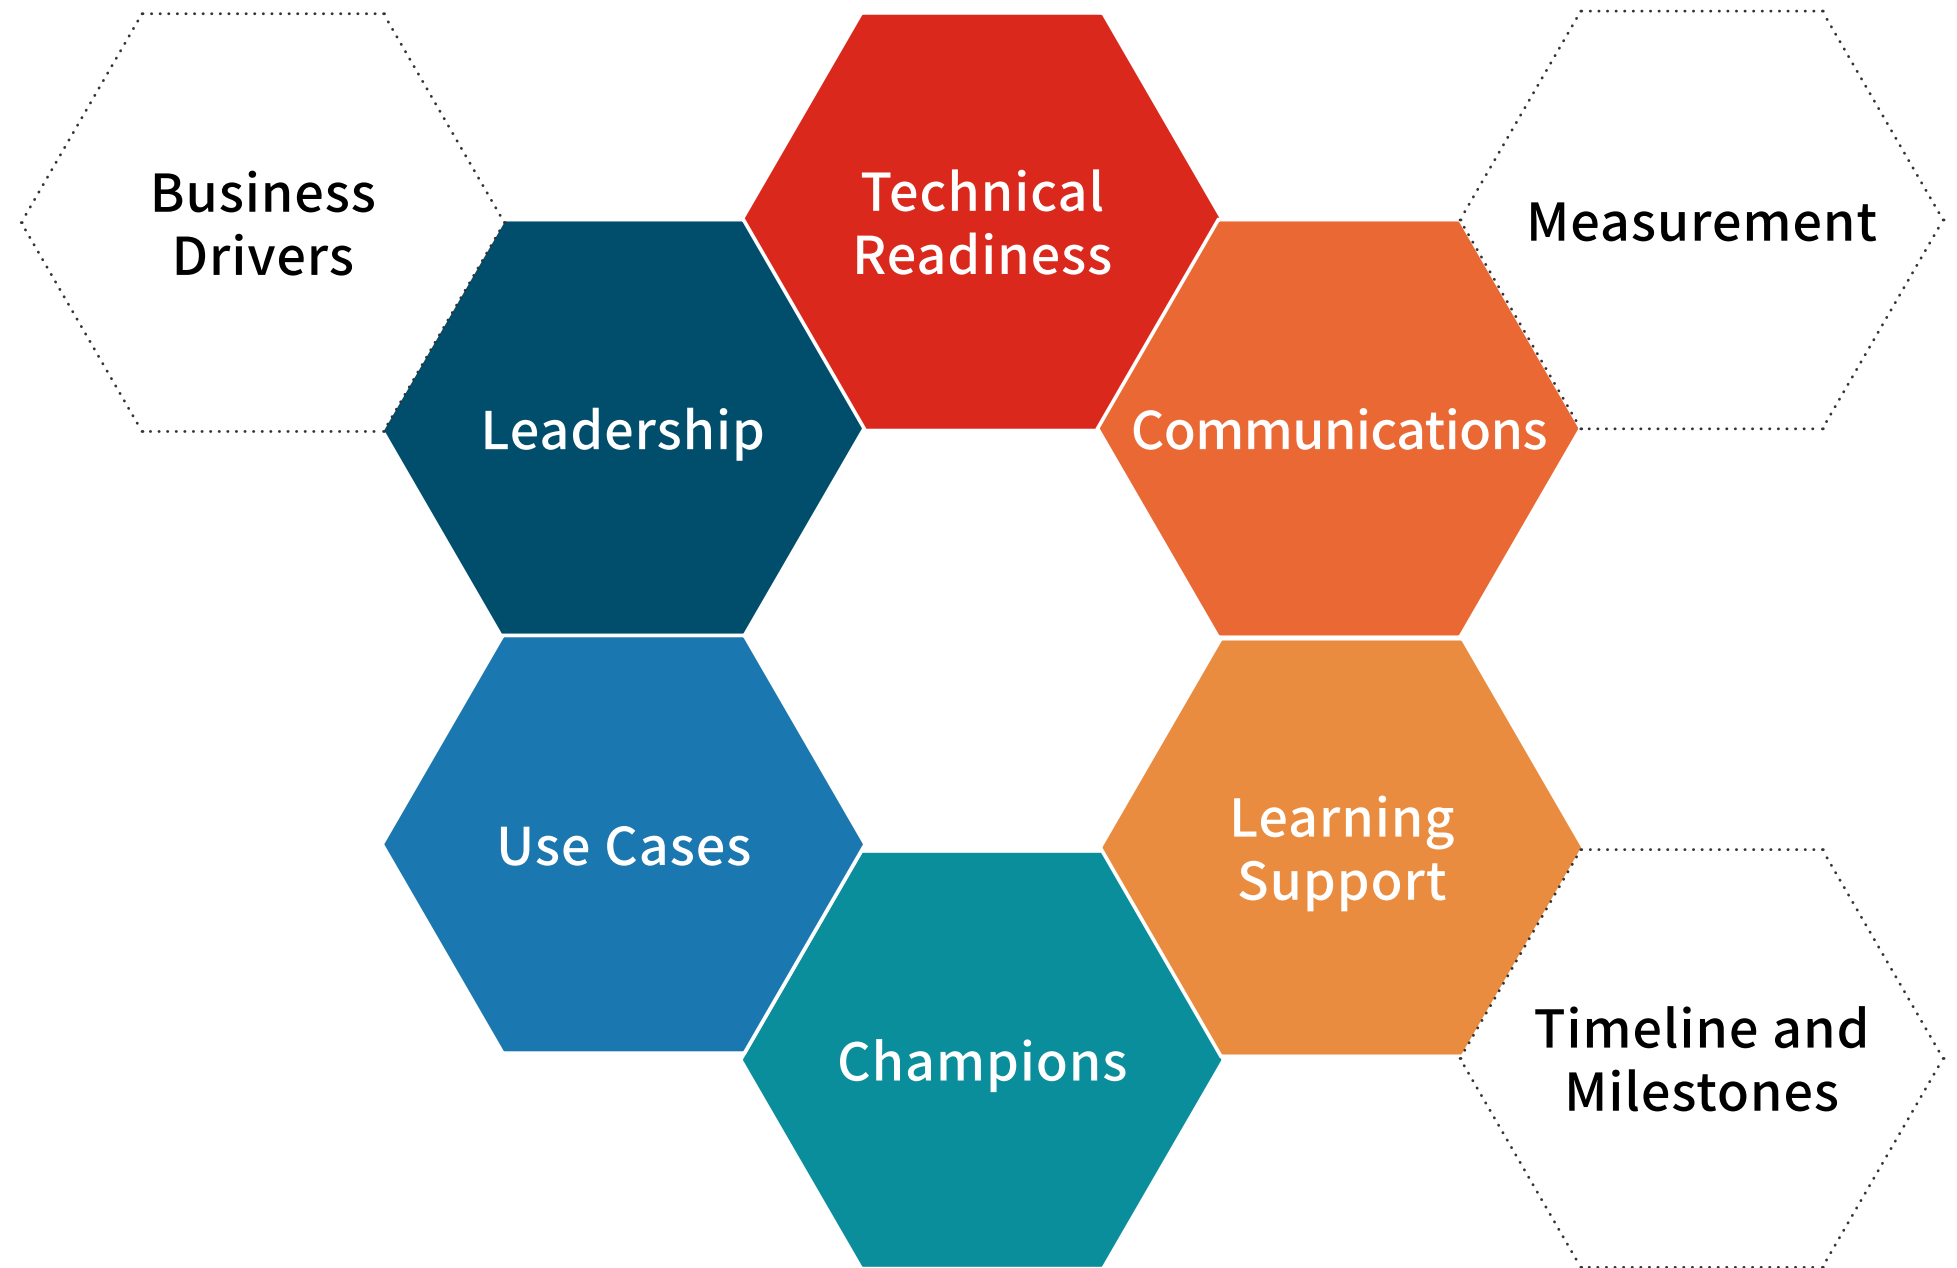 Business
Drivers
Technical
Readiness
Measurement
Leadership
Communications
Use Cases
Learning
Support
Champions
Timeline and
Milestones